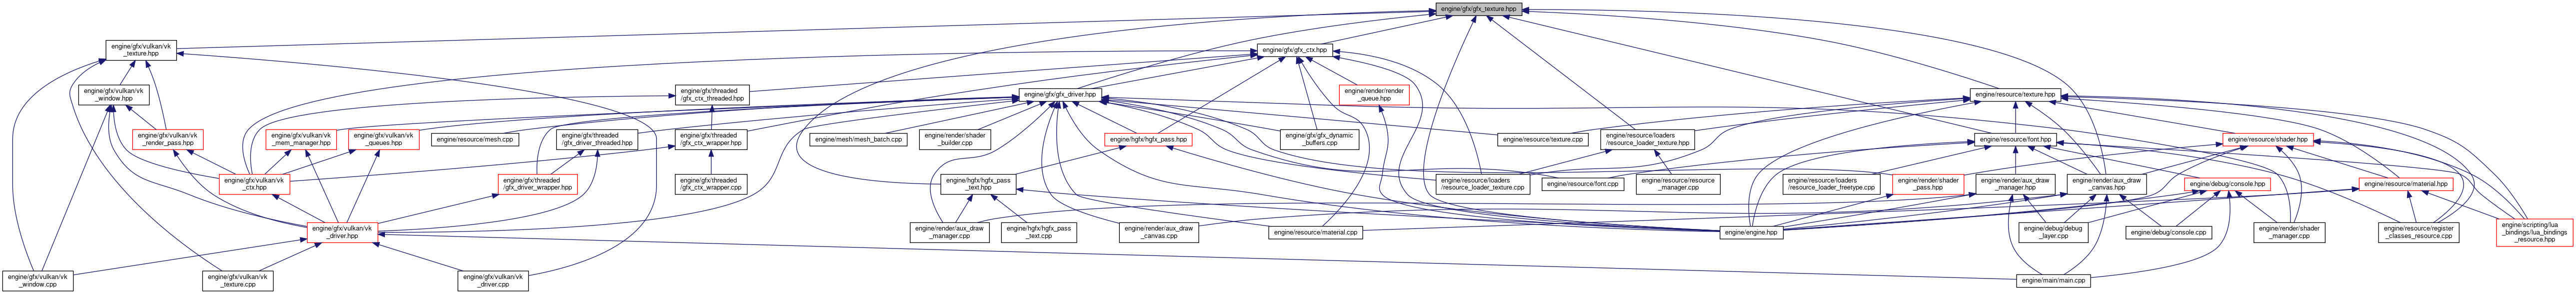 engine/gfx/gfx_texture.hpp
engine/gfx/vulkan/vk
_texture.hpp
engine/gfx/gfx_ctx.hpp
engine/gfx/vulkan/vk
_window.hpp
engine/gfx/threaded
/gfx_ctx_threaded.hpp
engine/gfx/gfx_driver.hpp
engine/render/render
_queue.hpp
engine/resource/texture.hpp
engine/gfx/vulkan/vk
_render_pass.hpp
engine/gfx/vulkan/vk
_mem_manager.hpp
engine/gfx/vulkan/vk
_queues.hpp
engine/resource/mesh.cpp
engine/gfx/threaded
/gfx_driver_threaded.hpp
engine/gfx/threaded
/gfx_ctx_wrapper.hpp
engine/mesh/mesh_batch.cpp
engine/render/shader
_builder.cpp
engine/hgfx/hgfx_pass.hpp
engine/gfx/gfx_dynamic
_buffers.cpp
engine/resource/texture.cpp
engine/resource/loaders
/resource_loader_texture.hpp
engine/resource/font.hpp
engine/resource/shader.hpp
engine/gfx/vulkan/vk
_ctx.hpp
engine/gfx/threaded
/gfx_driver_wrapper.hpp
engine/gfx/threaded
/gfx_ctx_wrapper.cpp
engine/hgfx/hgfx_pass
_text.hpp
engine/resource/loaders
/resource_loader_texture.cpp
engine/resource/font.cpp
engine/resource/resource
_manager.cpp
engine/resource/loaders
/resource_loader_freetype.cpp
engine/render/shader
_pass.hpp
engine/render/aux_draw
_manager.hpp
engine/render/aux_draw
_canvas.hpp
engine/debug/console.hpp
engine/resource/material.hpp
engine/gfx/vulkan/vk
_driver.hpp
engine/render/aux_draw
_manager.cpp
engine/hgfx/hgfx_pass
_text.cpp
engine/render/aux_draw
_canvas.cpp
engine/resource/material.cpp
engine/engine.hpp
engine/debug/debug
_layer.cpp
engine/debug/console.cpp
engine/render/shader
_manager.cpp
engine/resource/register
_classes_resource.cpp
engine/scripting/lua
_bindings/lua_bindings
_resource.hpp
engine/gfx/vulkan/vk
_window.cpp
engine/gfx/vulkan/vk
_texture.cpp
engine/gfx/vulkan/vk
_driver.cpp
engine/main/main.cpp